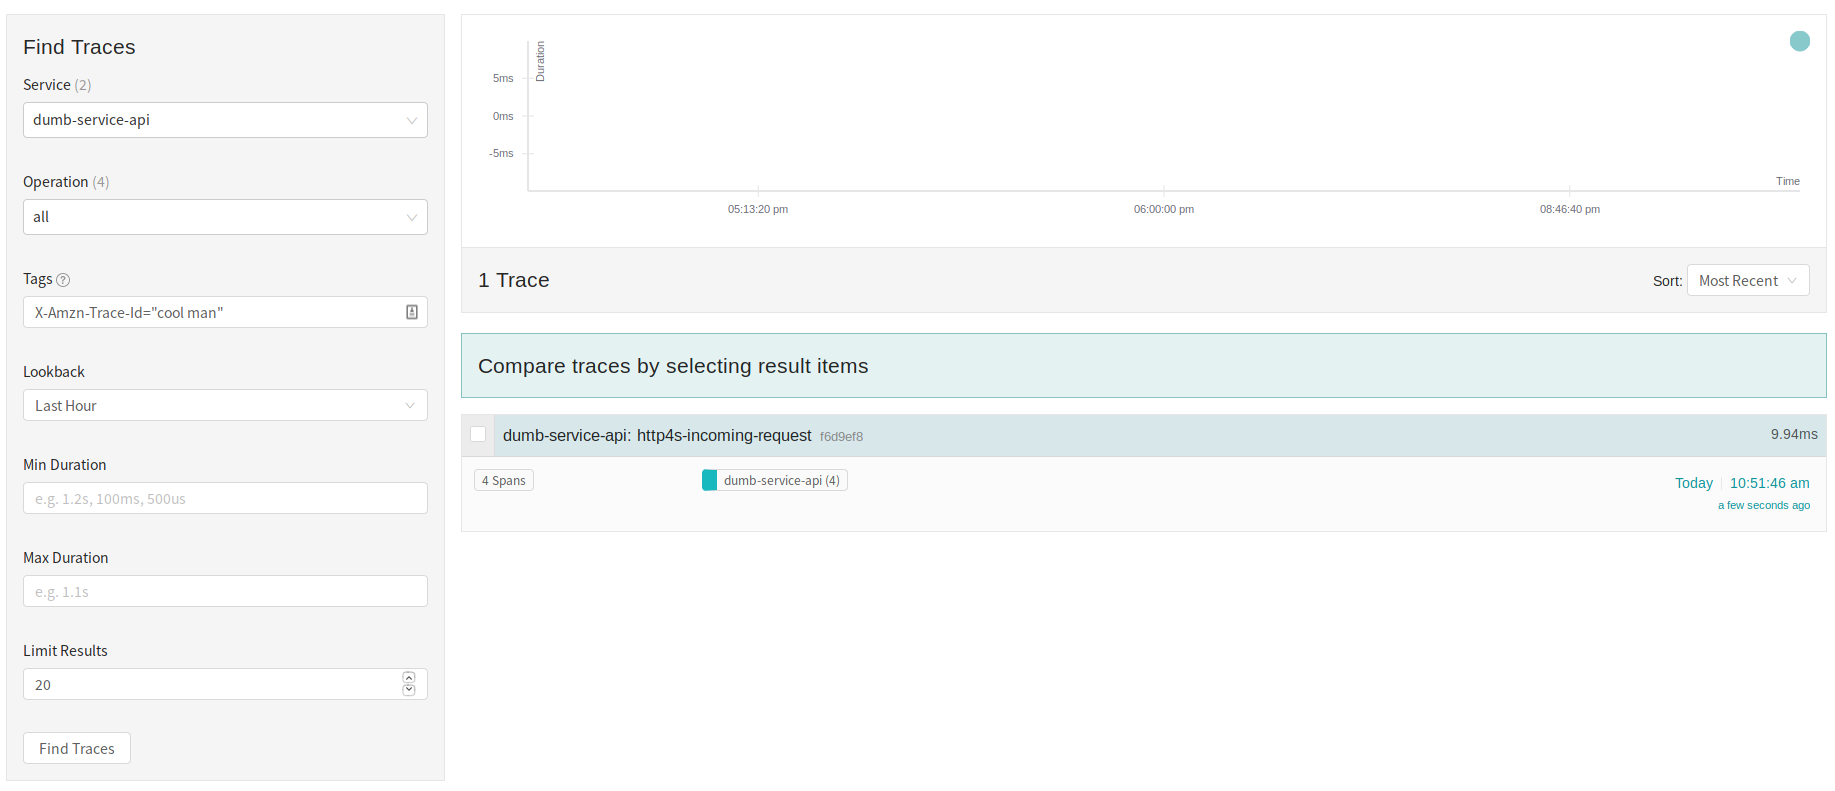 Find Traces
Service (2)
dumb-service-api
Operation (4)
all
Tags ?
X-Amzn-Trace-Id="cool man"
Lookback
Last Hour
Min Duration
e.g. 1.2s, 100ms, 500us
Max Duration
e.g. 1.1s
Limit Results
20
Find Traces
Duration
5ms
0ms
-5ms
Time
05:13:20 pm
06:00:00 pm
08:46:40 pm
1 Trace
Sort: Most Recent
Compare traces by selecting result items
dumb-service-api: http4s-incoming-request f6d9ef8
9.94ms
4 Spans
dumb-service-api (4)
Today 10:51:46 am
a few seconds ago